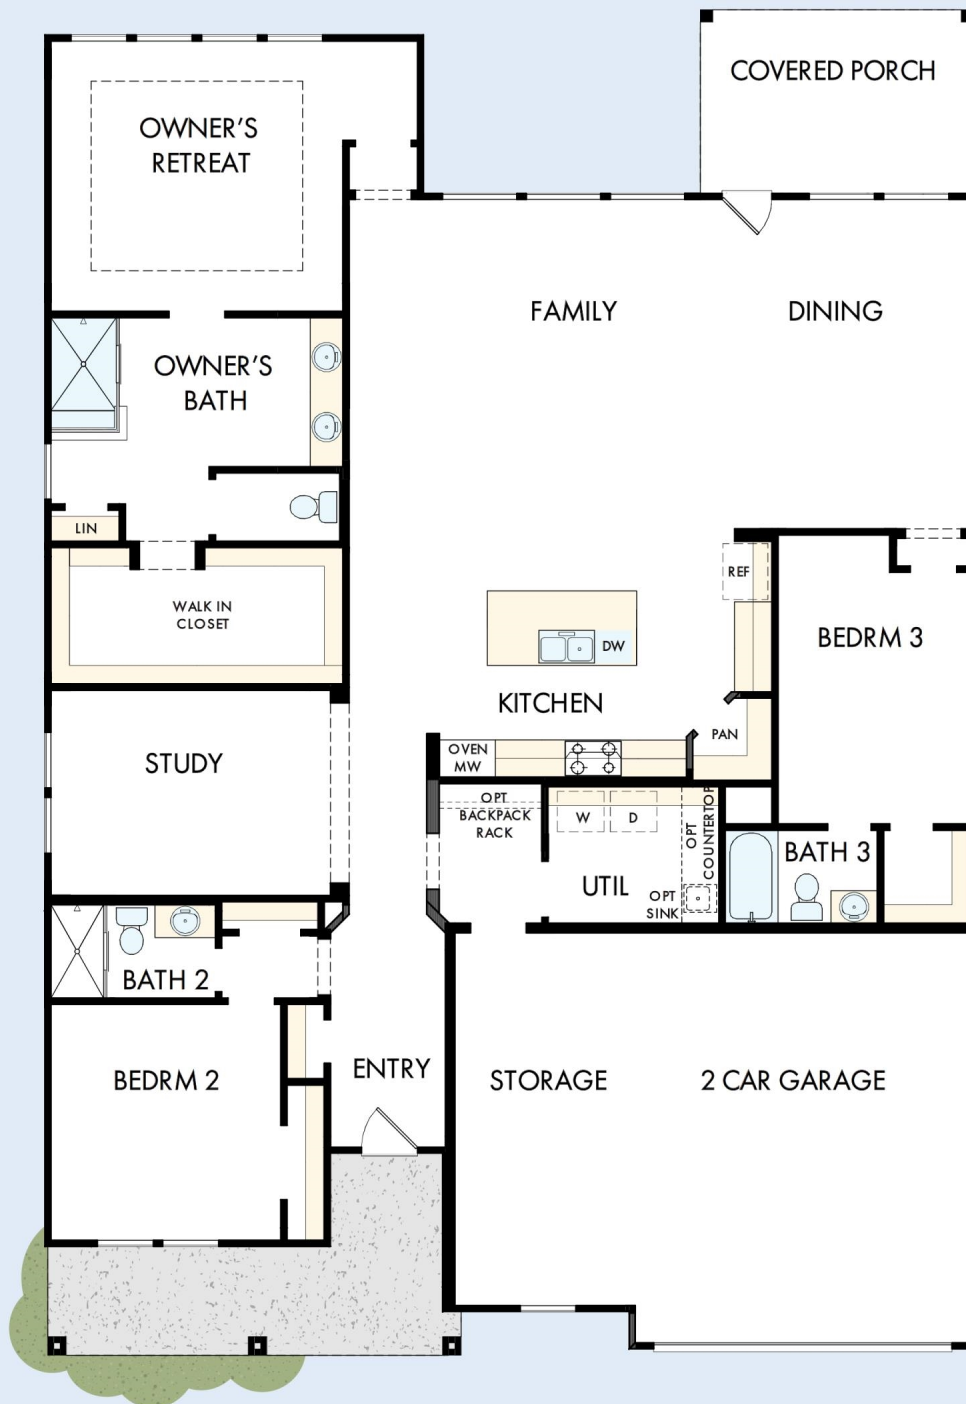 COVERED PORCH
OWNER'S
RETREAT
FAMILY
DINING
OWNER'S
BATH
LIN
WALK IN
CLOSET
REF
DW
BEDRM 3
KITCHEN
PAN
OVEN
MW
STUDY
OPT
BACKPACK
RACK
W
D
OPT
COUNTERTOP
UTIL
OPT
SINK
BATH 3
BATH 2
BEDRM 2
ENTRY
STORAGE
2 CAR GARAGE